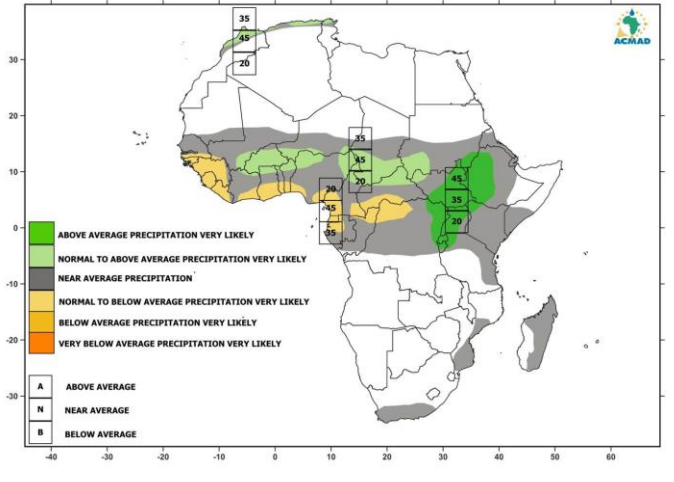 35
45
20
ACMAD
30
20
10
0
-10
-20
-30
35
45
20
20
45
35
45
35
20
ABOVE AVERAGE PRECIPITATION VERY LIKELY
NORMAL TO ABOVE AVERAGE PRECIPITATION VERY LIKELY
NEAR AVERAGE PRECIPITATION
NORMAL TO BELOW AVERAGE PRECIPITATION VERY LIKELY
BELOW AVERAGE PRECIPITATION VERY LIKELY
VERY BELOW AVERAGE PRECIPITATION VERY LIKELY
A ABOVE AVERAGE
N NEAR AVERAGE
B BELOW AVERAGE
-40 -30 -20 -10 0 10 20 30 40 50 60